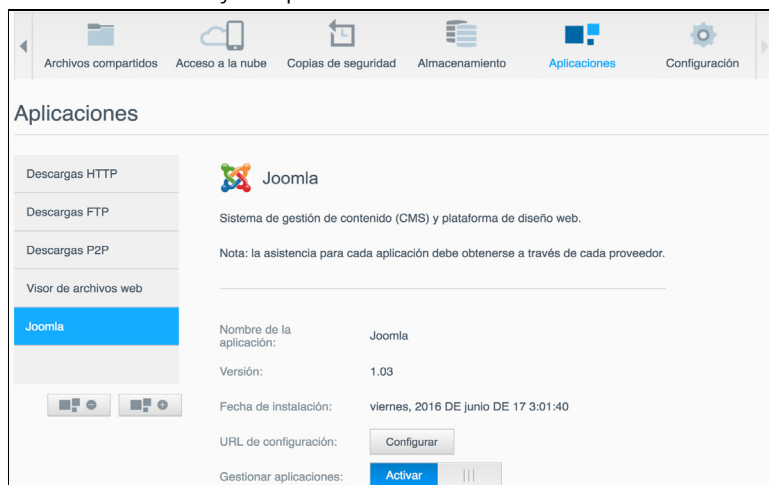 Archivos compartidos
Acceso a la nube
Copias de seguridad
Almacenamiento
Aplicaciones
Configuración
Aplicaciones
Descargas HTTP
Descargas FTP
Descargas P2P
Visor de archivos web
Joomla
Joomla
Sistema de gestión de contenido (CMS) y plataforma de diseño web.
Nota: la asistencia para cada aplicación debe obtenerse a través de cada proveedor.
Nombre de la
aplicación:
Joomla
Versión:
1.03
Fecha de instalación:
viernes, 2016 DE junio DE 17 3:01:40
URL de configuración:
Configurar
Gestionar aplicaciones:
Activar